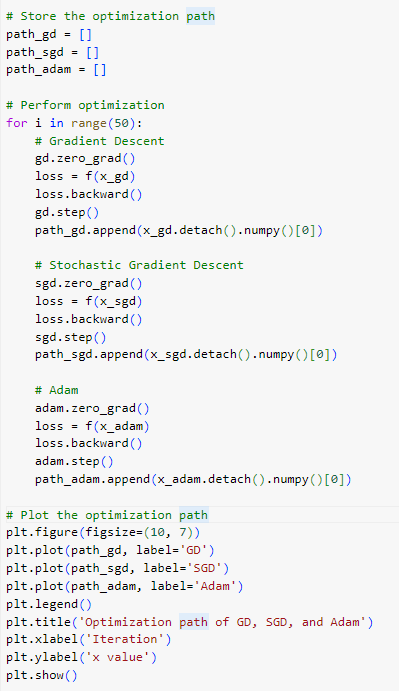 # Store the optimization path
path_gd = []
path_sgd = []
path_adam = []
# Perform optimization
for i in range(50):
    # Gradient Descent
    gd.zero_grad()
    loss = f(x_gd)
    loss.backward()
    gd.step()
    path_gd.append(x_gd.detach().numpy()[0])
    # Stochastic Gradient Descent
    sgd.zero_grad()
    loss = f(x_sgd)
    loss.backward()
    sgd.step()
    path_sgd.append(x_sgd.detach().numpy()[0])
    # Adam
    adam.zero_grad()
    loss = f(x_adam)
    loss.backward()
    adam.step()
    path_adam.append(x_adam.detach().numpy()[0])
# Plot the optimization path
plt.figure(figsize=(10, 7))
plt.plot(path_gd, label='GD')
plt.plot(path_sgd, label='SGD')
plt.plot(path_adam, label='Adam')
plt.legend()
plt.title('Optimization path of GD, SGD, and Adam')
plt.xlabel('Iteration')
plt.ylabel('x value')
plt.show()